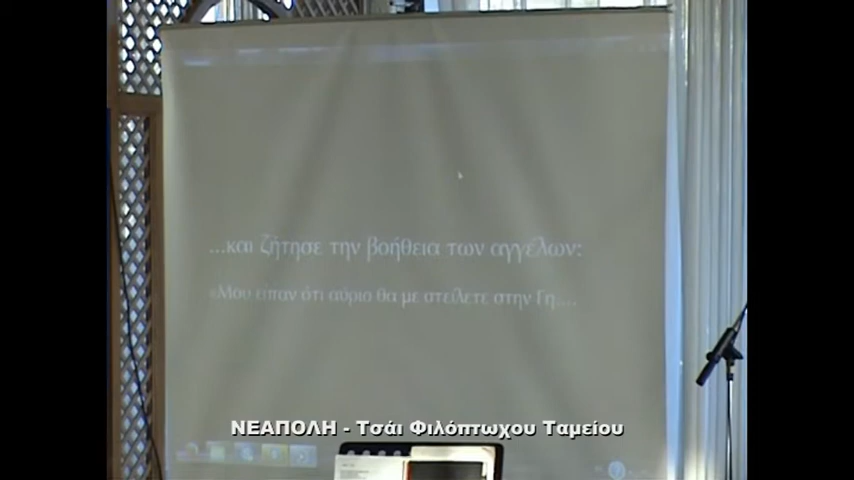 ...και ζήτησε την βοήθεια των αγγέλων:
«Μου είπαν ότι αύριο θα με στείλετε στην Γη...
ΝΕΑΠΟΛΗ - Τσάι Φιλόπτωχου Ταμείου